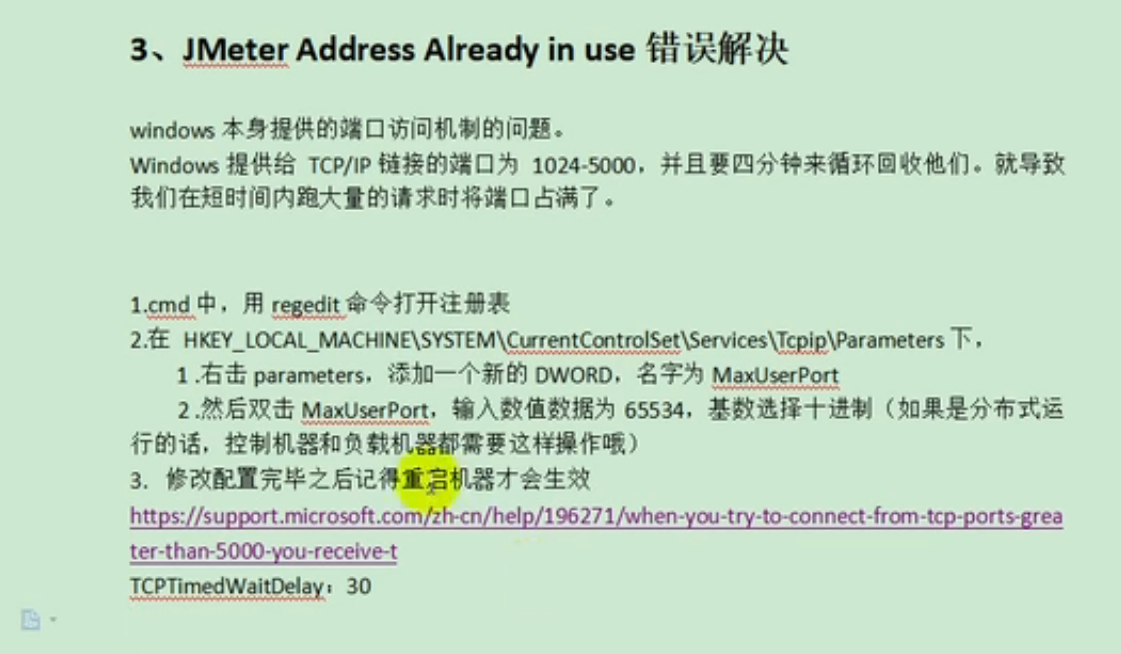 3、JMeter Address Already in use 错误解决
windows 本身提供的端口访问机制的问题。
Windows 提供给 TCP/IP 链接的端口为 1024-5000，并且要四分钟来循环回收他们。就导致
我们在短时间内跑大量的请求时将端口占满了。
1.cmd 中，用 regedit 命令打开注册表
2.在 HKEY_LOCAL_MACHINE\SYSTEM\CurrentControlSet\Services\Tcpip\Parameters 下，
1 .右击 parameters，添加一个新的 DWORD，名字为 MaxUserPort
2 .然后双击 MaxUserPort，输入数值数据为 65534，基数选择十进制（如果是分布式运
行的话，控制机器和负载机器都需要这样操作哦）
3. 修改配置完毕之后记得重启机器才会生效
https://support.microsoft.com/zh-cn/help/196271/when-you-try-to-connect-from-tcp-ports-grea
ter-than-5000-you-receive-t
TCPTimedWaitDelay：30